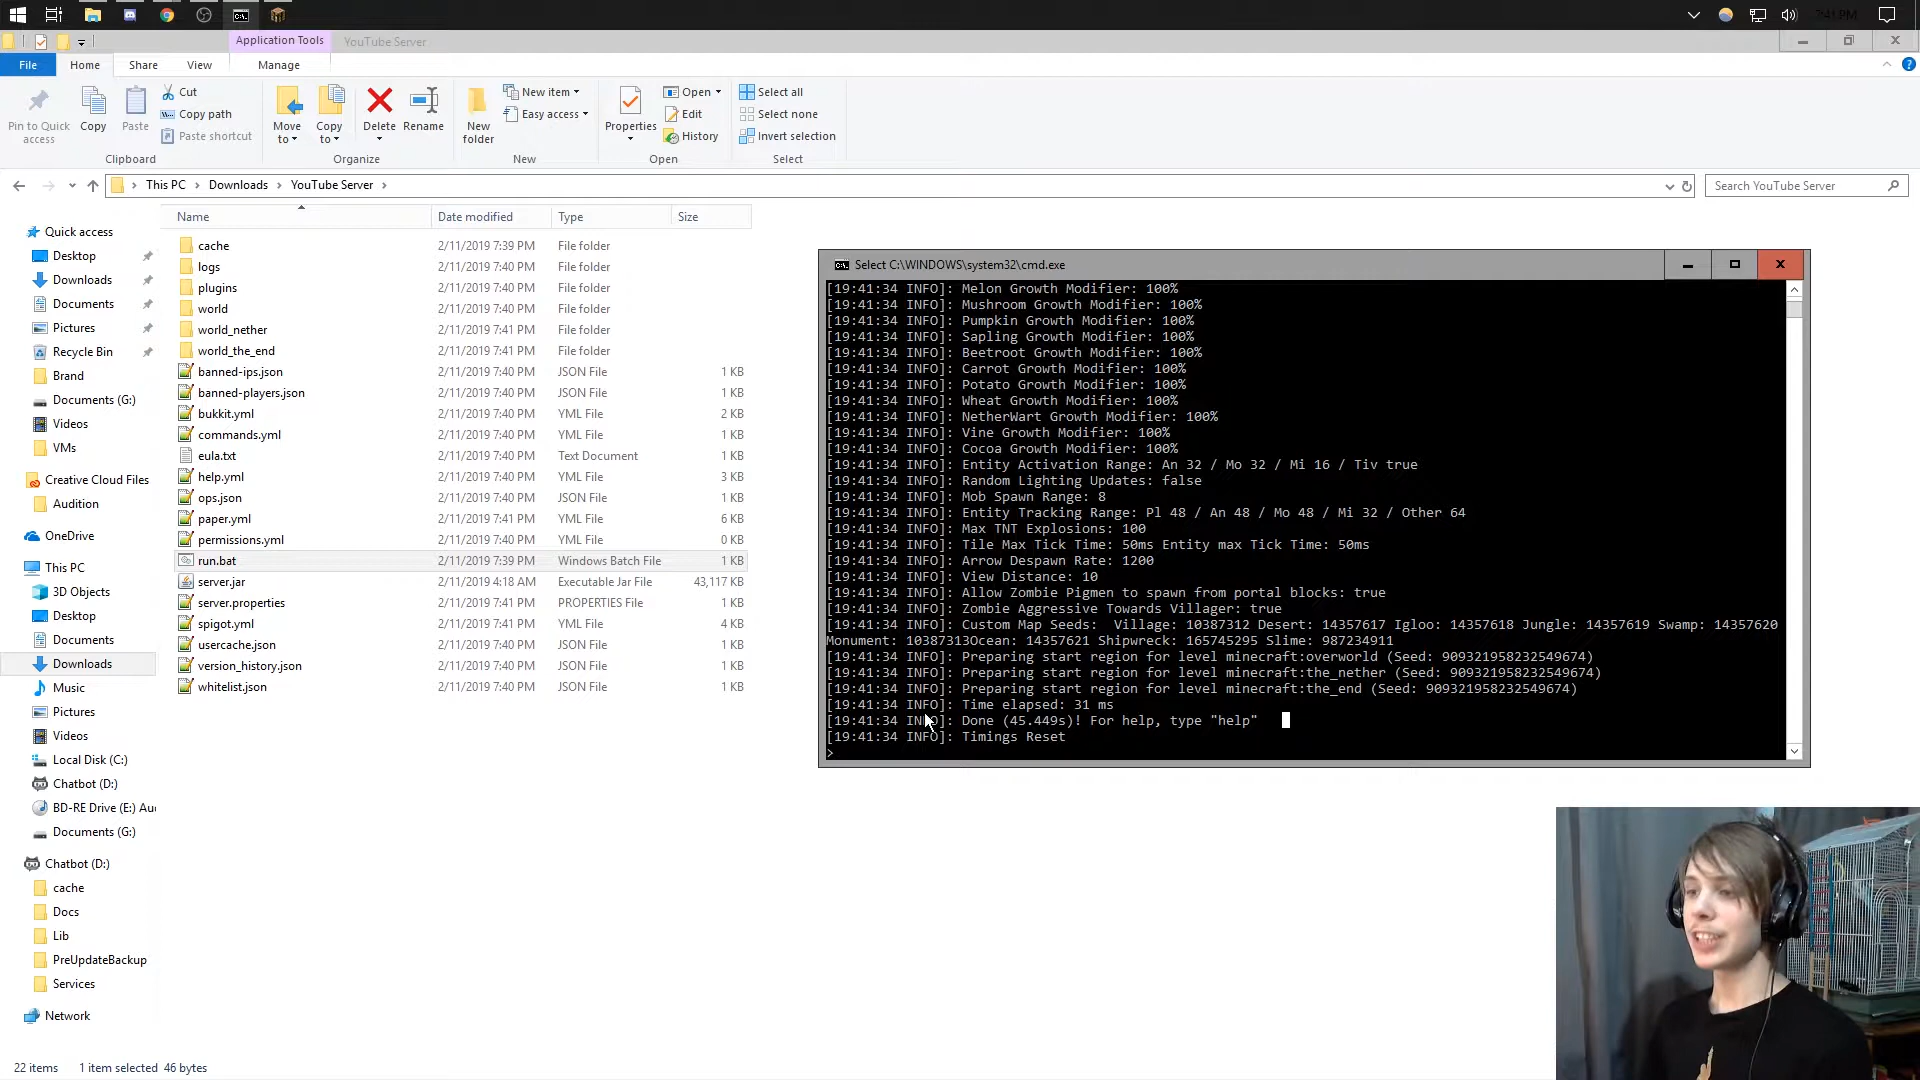 7:41 PM
Application Tools
YouTube Server
File
Home
Share
View
Manage
Pin to Quick access
Copy
Paste
Cut
Copy path
Paste shortcut
Clipboard
Move to
Copy to
Delete
Rename
Organize
New folder
New item
Easy access
New
Properties
Open
Edit
History
Open
Select all
Select none
Invert selection
Select
This PC
Downloads
YouTube Server
Search YouTube Server
Name
Date modified
Type
Size
cache 2/11/2019 7:39 PM File folder
logs 2/11/2019 7:40 PM File folder
plugins 2/11/2019 7:40 PM File folder
world 2/11/2019 7:40 PM File folder
world_nether 2/11/2019 7:41 PM File folder
world_the_end 2/11/2019 7:41 PM File folder
banned-ips.json 2/11/2019 7:40 PM JSON File 1 KB
banned-players.json 2/11/2019 7:40 PM JSON File 1 KB
bukkit.yml 2/11/2019 7:40 PM YML File 2 KB
commands.yml 2/11/2019 7:40 PM YML File 1 KB
eula.txt 2/11/2019 7:40 PM Text Document 1 KB
help.yml 2/11/2019 7:40 PM YML File 3 KB
ops.json 2/11/2019 7:40 PM JSON File 1 KB
paper.yml 2/11/2019 7:41 PM YML File 6 KB
permissions.yml 2/11/2019 7:40 PM YML File 0 KB
run.bat 2/11/2019 7:39 PM Windows Batch File 1 KB
server.jar 2/11/2019 4:18 AM Executable Jar File 43,117 KB
server.properties 2/11/2019 7:41 PM PROPERTIES File 1 KB
spigot.yml 2/11/2019 7:41 PM YML File 4 KB
usercache.json 2/11/2019 7:40 PM JSON File 1 KB
version_history.json 2/11/2019 7:40 PM JSON File 1 KB
whitelist.json 2/11/2019 7:40 PM JSON File 1 KB
Quick access
Desktop
Downloads
Documents
Pictures
Recycle Bin
Brand
Documents (G:)
Videos
VMs
Creative Cloud Files
Audition
OneDrive
This PC
3D Objects
Desktop
Documents
Downloads
Music
Pictures
Videos
Local Disk (C:)
Chatbot (D:)
BD-RE Drive (E:) Au
Documents (G:)
Chatbot (D:)
cache
Docs
Lib
PreUpdateBackup
Services
Network
22 items 1 item selected 46 bytes
Select C:\WINDOWS\system32\cmd.exe
[19:41:34 INFO]: Melon Growth Modifier: 100%
[19:41:34 INFO]: Mushroom Growth Modifier: 100%
[19:41:34 INFO]: Pumpkin Growth Modifier: 100%
[19:41:34 INFO]: Sapling Growth Modifier: 100%
[19:41:34 INFO]: Beetroot Growth Modifier: 100%
[19:41:34 INFO]: Carrot Growth Modifier: 100%
[19:41:34 INFO]: Potato Growth Modifier: 100%
[19:41:34 INFO]: Wheat Growth Modifier: 100%
[19:41:34 INFO]: NetherWart Growth Modifier: 100%
[19:41:34 INFO]: Vine Growth Modifier: 100%
[19:41:34 INFO]: Cocoa Growth Modifier: 100%
[19:41:34 INFO]: Entity Activation Range: An 32 / Mo 32 / Mi 16 / Tiv true
[19:41:34 INFO]: Random Lighting Updates: false
[19:41:34 INFO]: Mob Spawn Range: 8
[19:41:34 INFO]: Entity Tracking Range: Pl 48 / An 48 / Mo 48 / Mi 32 / Other 64
[19:41:34 INFO]: Max TNT Explosions: 100
[19:41:34 INFO]: Tile Max Tick Time: 50ms Entity max Tick Time: 50ms
[19:41:34 INFO]: Arrow Despawn Rate: 1200
[19:41:34 INFO]: View Distance: 10
[19:41:34 INFO]: Allow Zombie Pigmen to spawn from portal blocks: true
[19:41:34 INFO]: Zombie Aggressive Towards Villager: true
[19:41:34 INFO]: Custom Map Seeds:  Village: 10387312 Desert: 14357617 Igloo: 14357618 Jungle: 14357619 Swamp: 14357620
Monument: 10387313Ocean: 14357621 Shipwreck: 165745295 Slime: 987234911
[19:41:34 INFO]: Preparing start region for level minecraft:overworld (Seed: 909321958232549674)
[19:41:34 INFO]: Preparing start region for level minecraft:the_nether (Seed: 909321958232549674)
[19:41:34 INFO]: Preparing start region for level minecraft:the_end (Seed: 909321958232549674)
[19:41:34 INFO]: Time elapsed: 31 ms
[19:41:34 INFO]: Done (45.449s)! For help, type "help"
[19:41:34 INFO]: Timings Reset
>